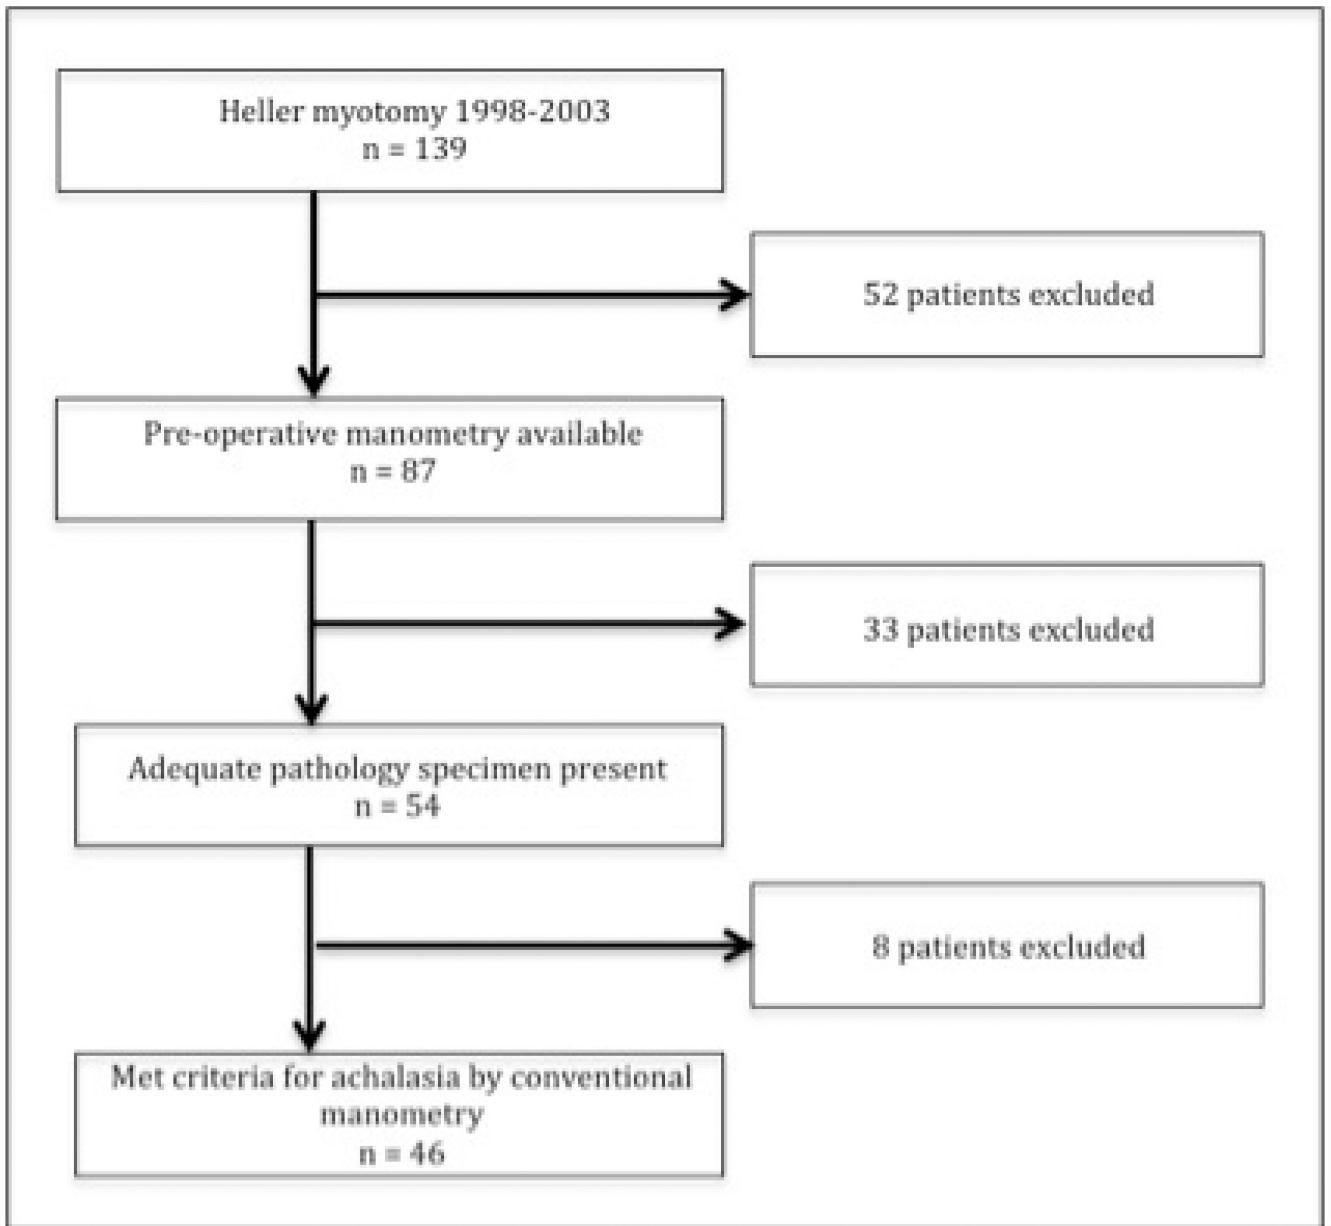 Heller myotomy 1998-2003
n = 139
52 patients excluded
Pre-operative manometry available
n = 87
33 patients excluded
Adequate pathology specimen present
n = 54
8 patients excluded
Met criteria for achalasia by conventional
manometry
n = 46